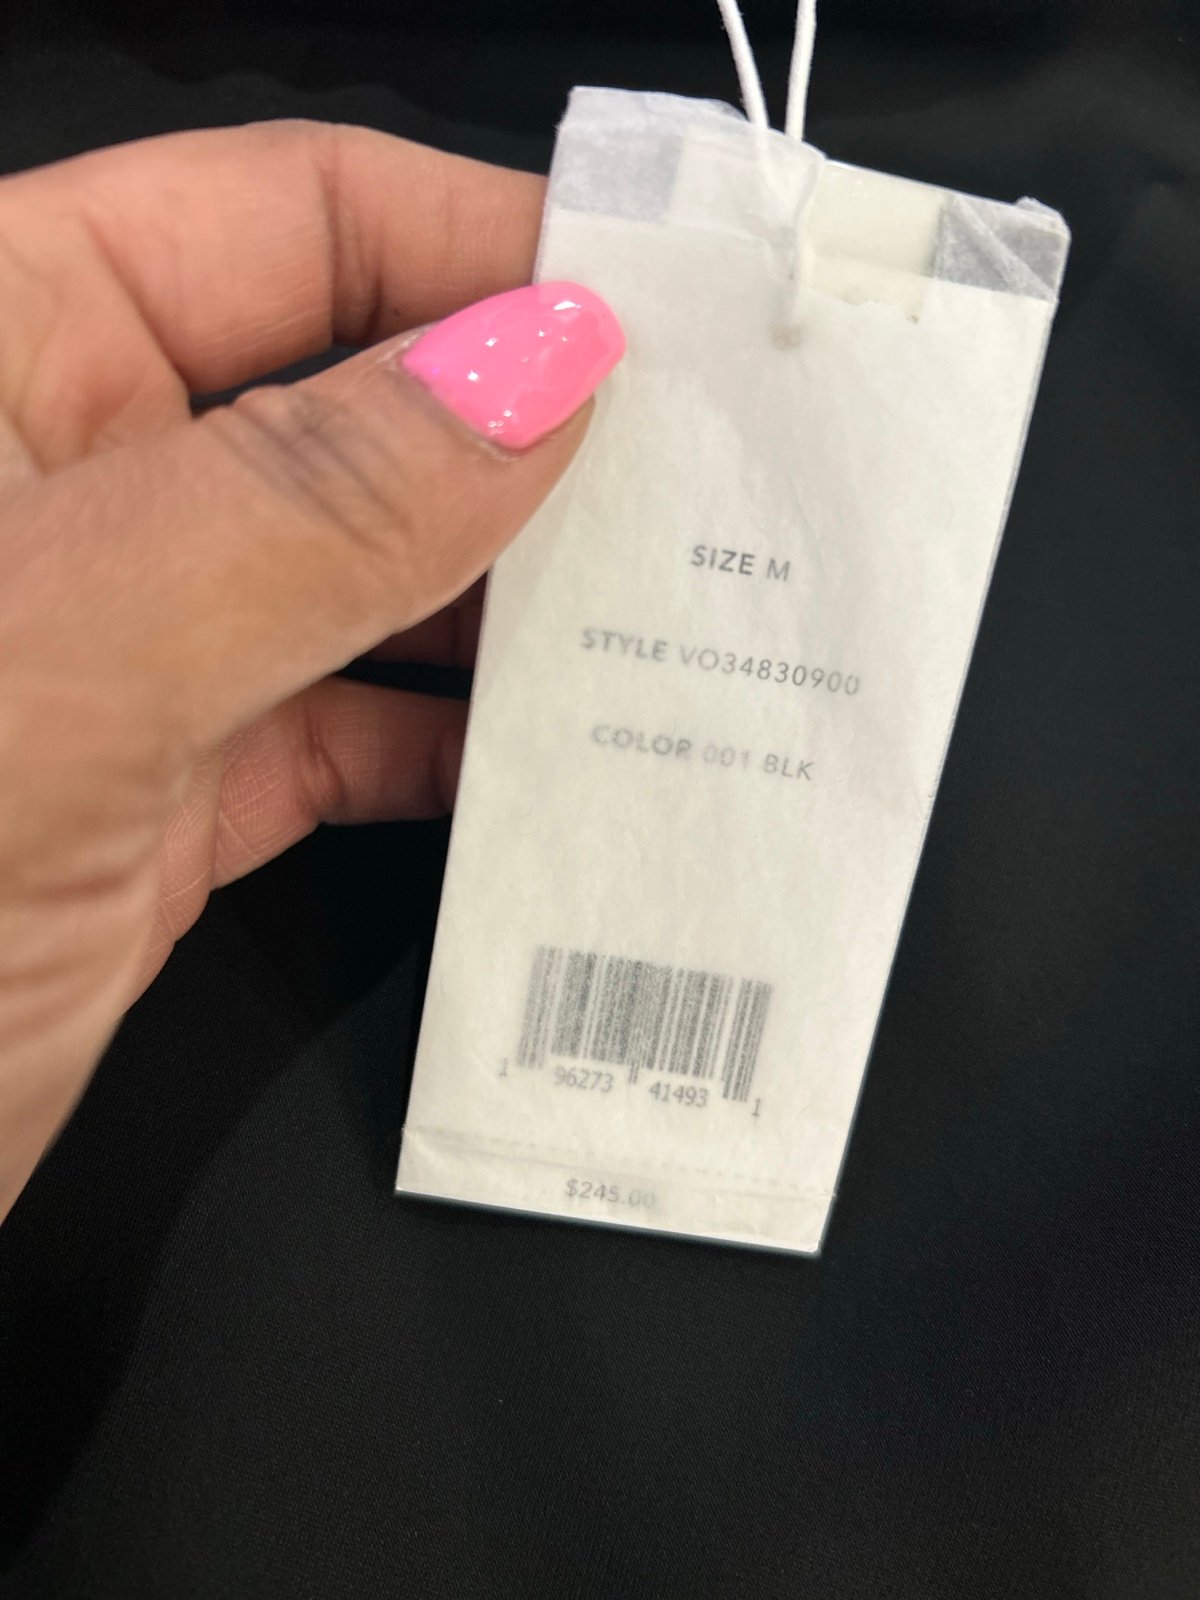 SIZE M
STYLE VO34830900
COLOR 001 BLK
1 96273 41493 1
$245.00